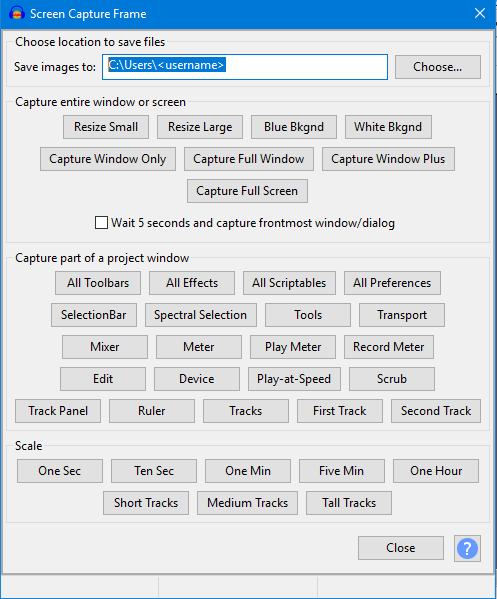 Screen Capture Frame
Choose location to save files
Save images to: C:\Users\<username> Choose...
Capture entire window or screen
Resize Small Resize Large Blue Bkgnd White Bkgnd
Capture Window Only Capture Full Window Capture Window Plus
Capture Full Screen
Wait 5 seconds and capture frontmost window/dialog
Capture part of a project window
All Toolbars All Effects All Scriptables All Preferences
SelectionBar Spectral Selection Tools Transport
Mixer Meter Play Meter Record Meter
Edit Device Play-at-Speed Scrub
Track Panel Ruler Tracks First Track Second Track
Scale
One Sec Ten Sec One Min Five Min One Hour
Short Tracks Medium Tracks Tall Tracks
Close ?